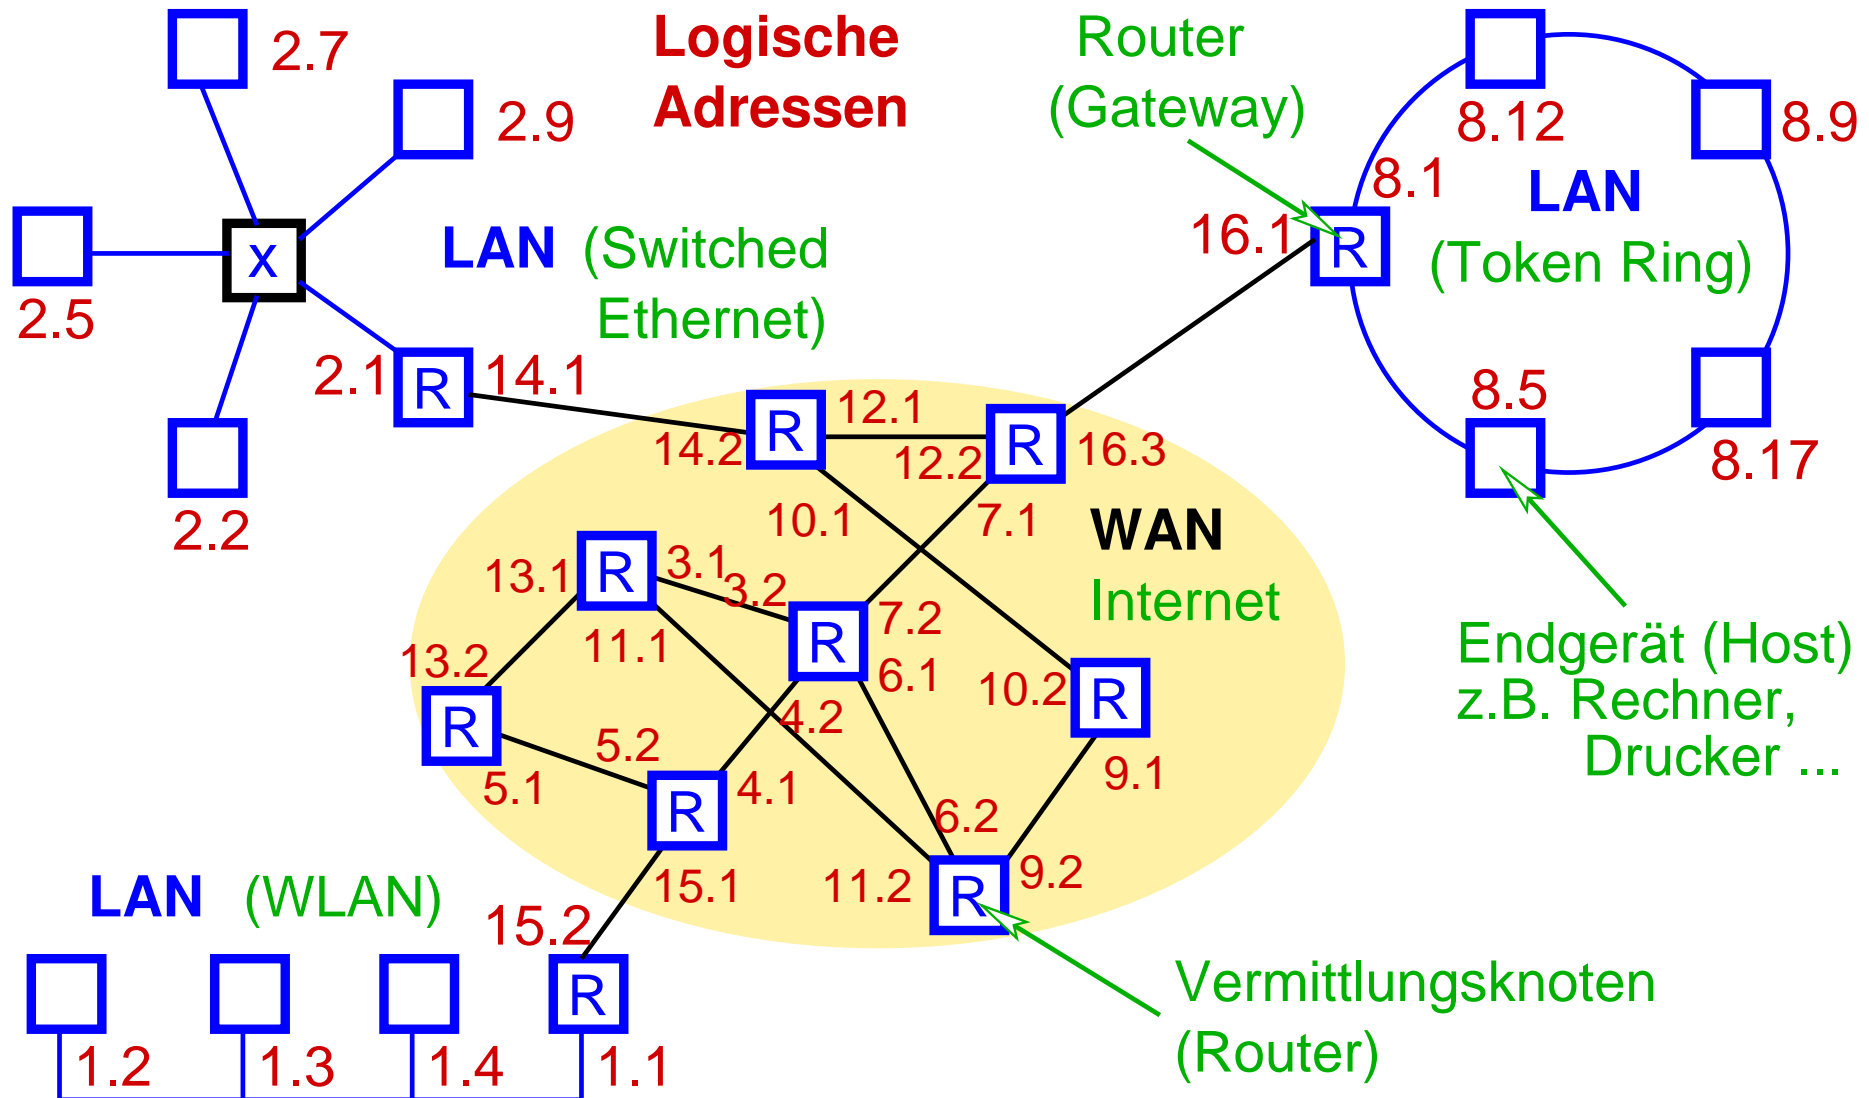 Logische
Adressen
Router
(Gateway)
2.7
2.9
8.12
8.9
8.1
LAN
(Token Ring)
16.1
R
x
LAN (Switched
Ethernet)
2.5
2.1
R
14.1
2.2
8.5
8.17
14.2
R
12.1
12.2
R
16.3
10.1
7.1
WAN
Internet
13.1
R
3.1
3.2
11.1
R
7.2
6.1
13.2
R
10.2
R
4.2
5.2
5.1
4.1
9.1
R
6.2
15.1
11.2
R
9.2
Endgerät (Host)
z.B. Rechner,
Drucker ...
LAN (WLAN)
15.2
R
1.2
1.3
1.4
1.1
Vermittlungsknoten
(Router)